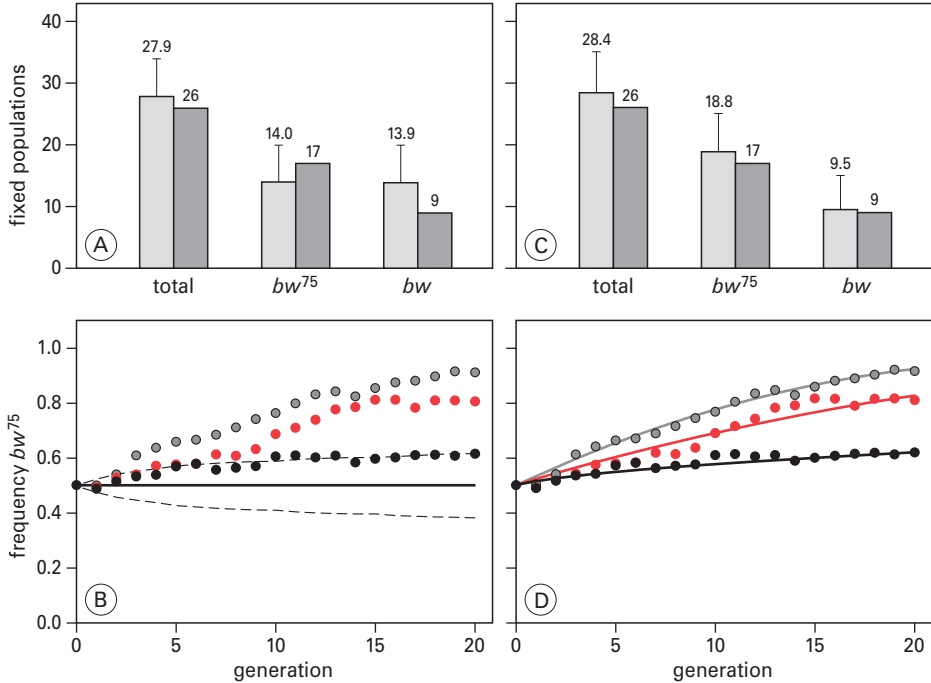 fixed populations
40
30
20
10
0
27.9
26
14.0
17
13.9
9
A
total
bw75
bw
28.4
26
18.8
17
9.5
9
C
total
bw75
bw
frequency bw75
1.0
0.8
0.6
0.4
0.2
0.0
B
0
5
10
15
20
generation
D
0
5
10
15
20
generation